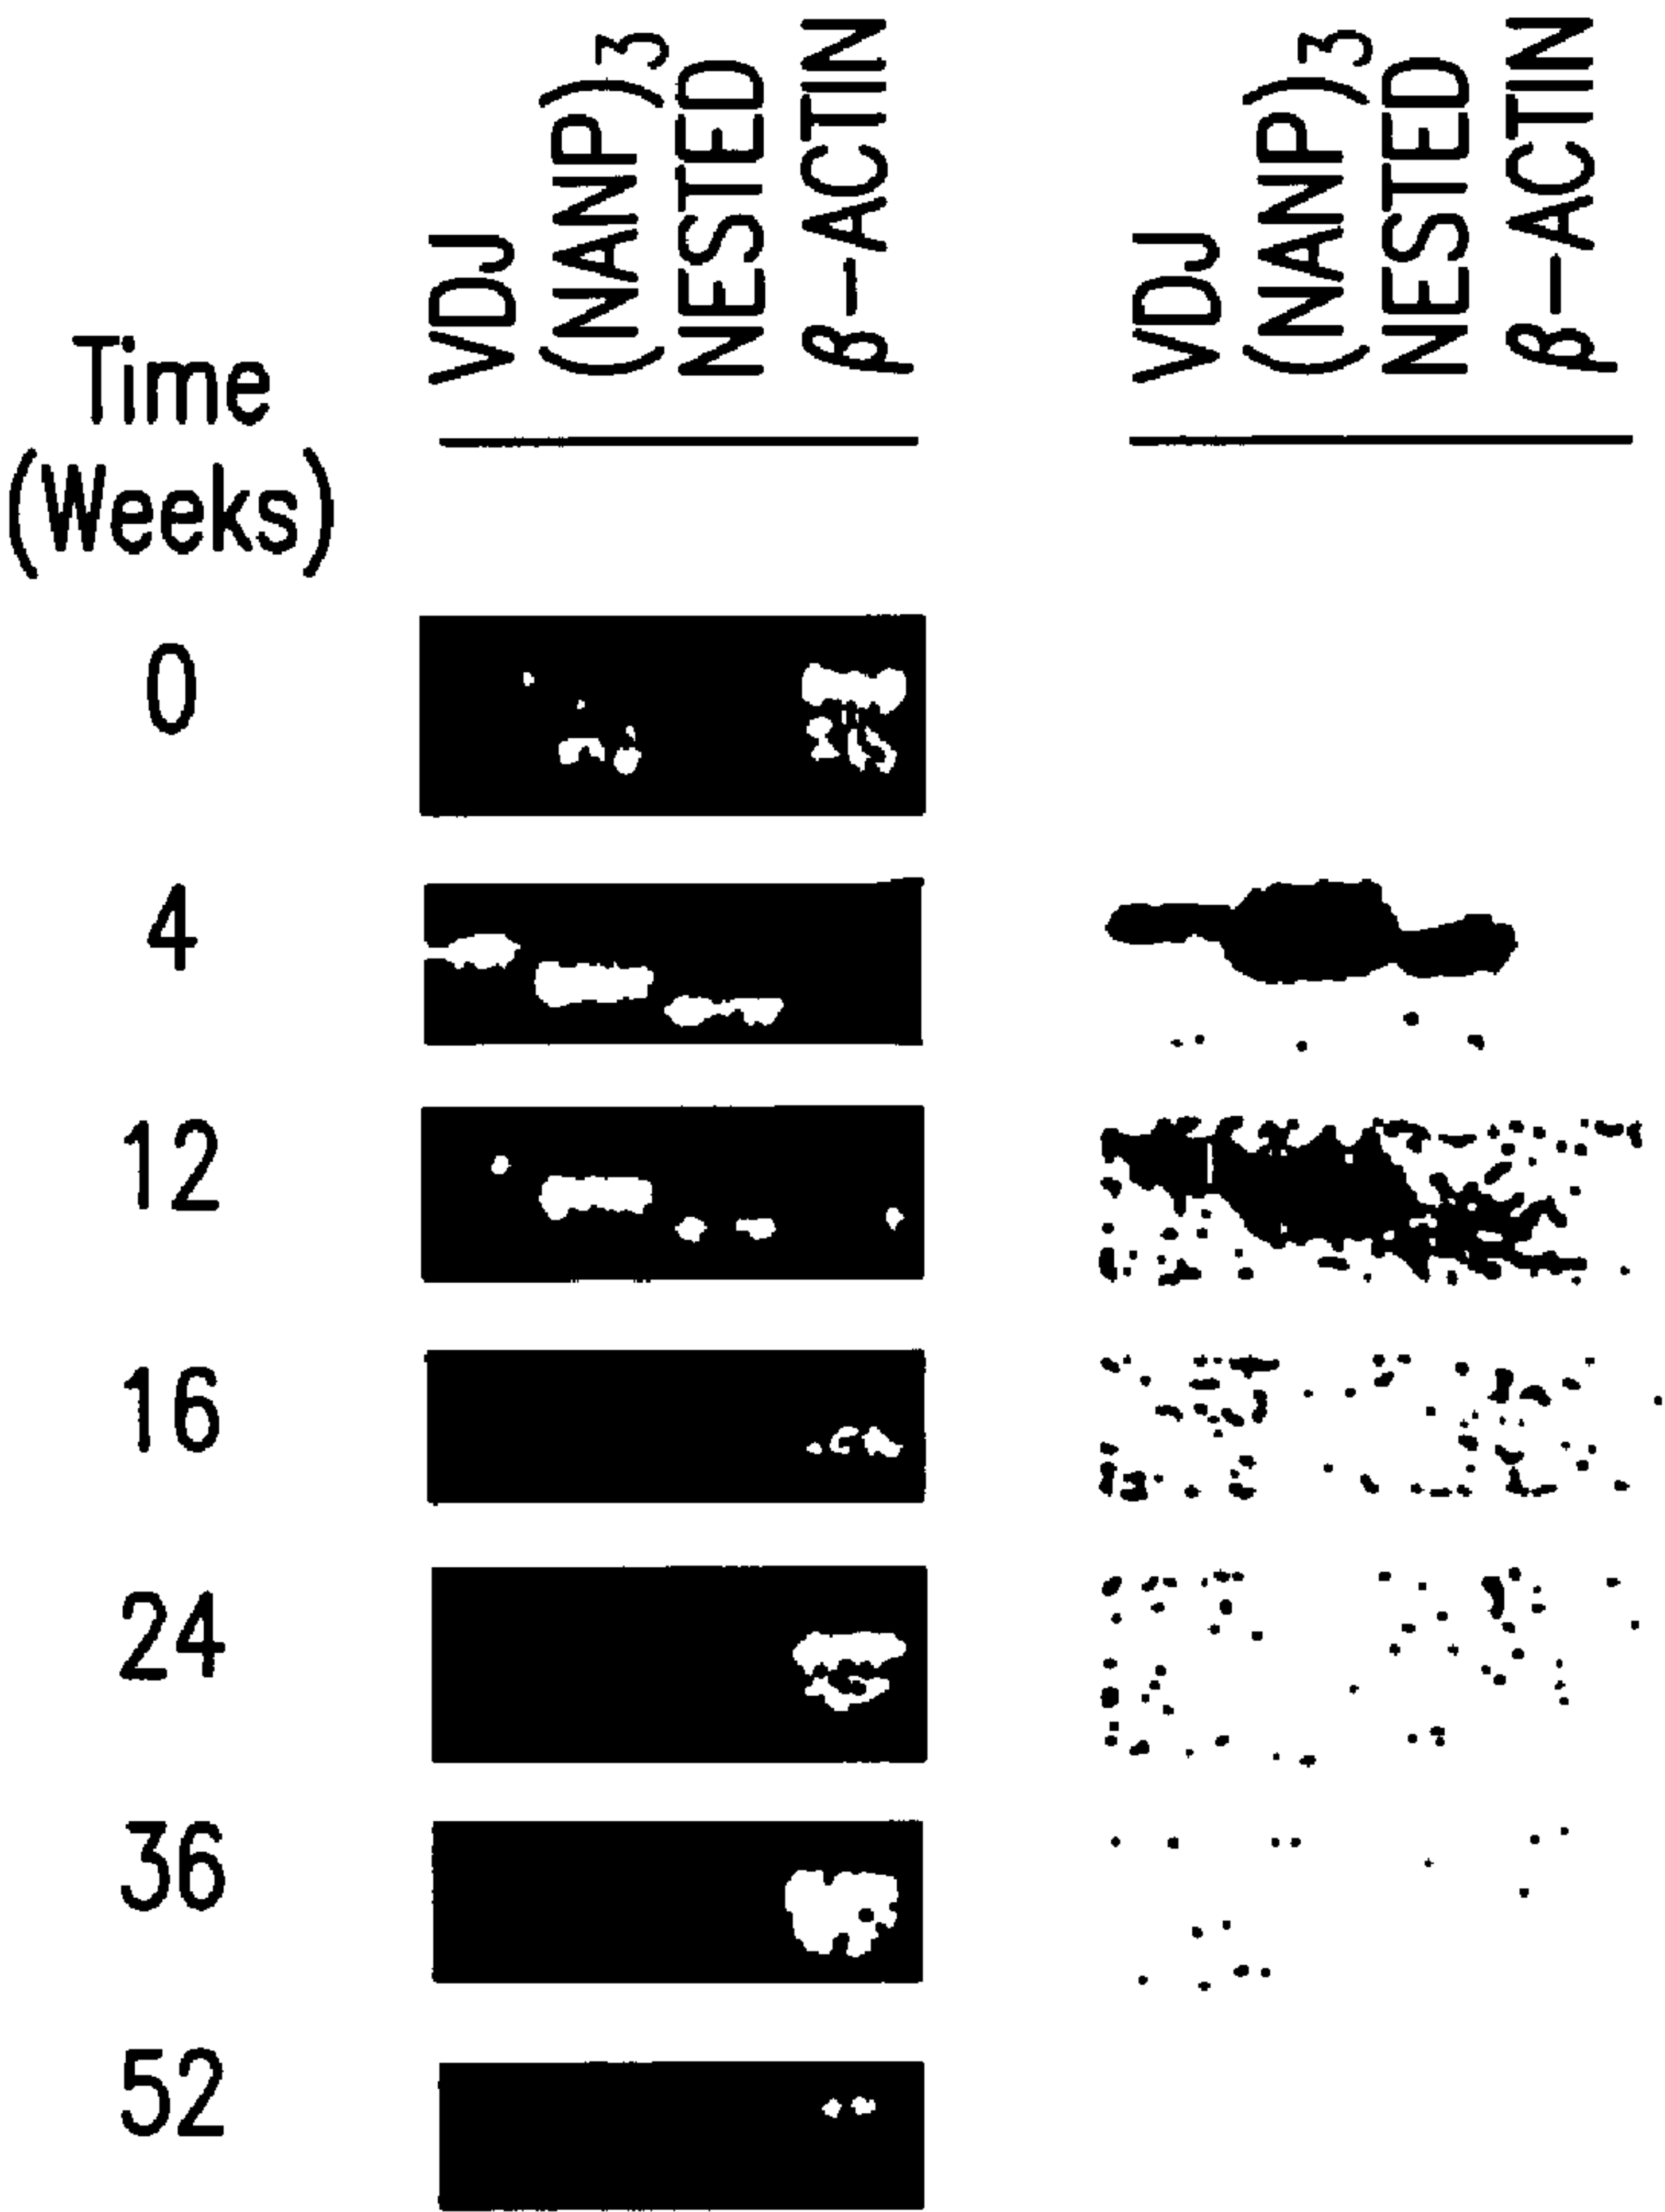 VDJ
(NANP)3
NESTED
β-ACTIN
VDJ
(NANP)3
NESTED
β-ACTIN
Time
(Weeks)
0
4
12
16
24
36
52